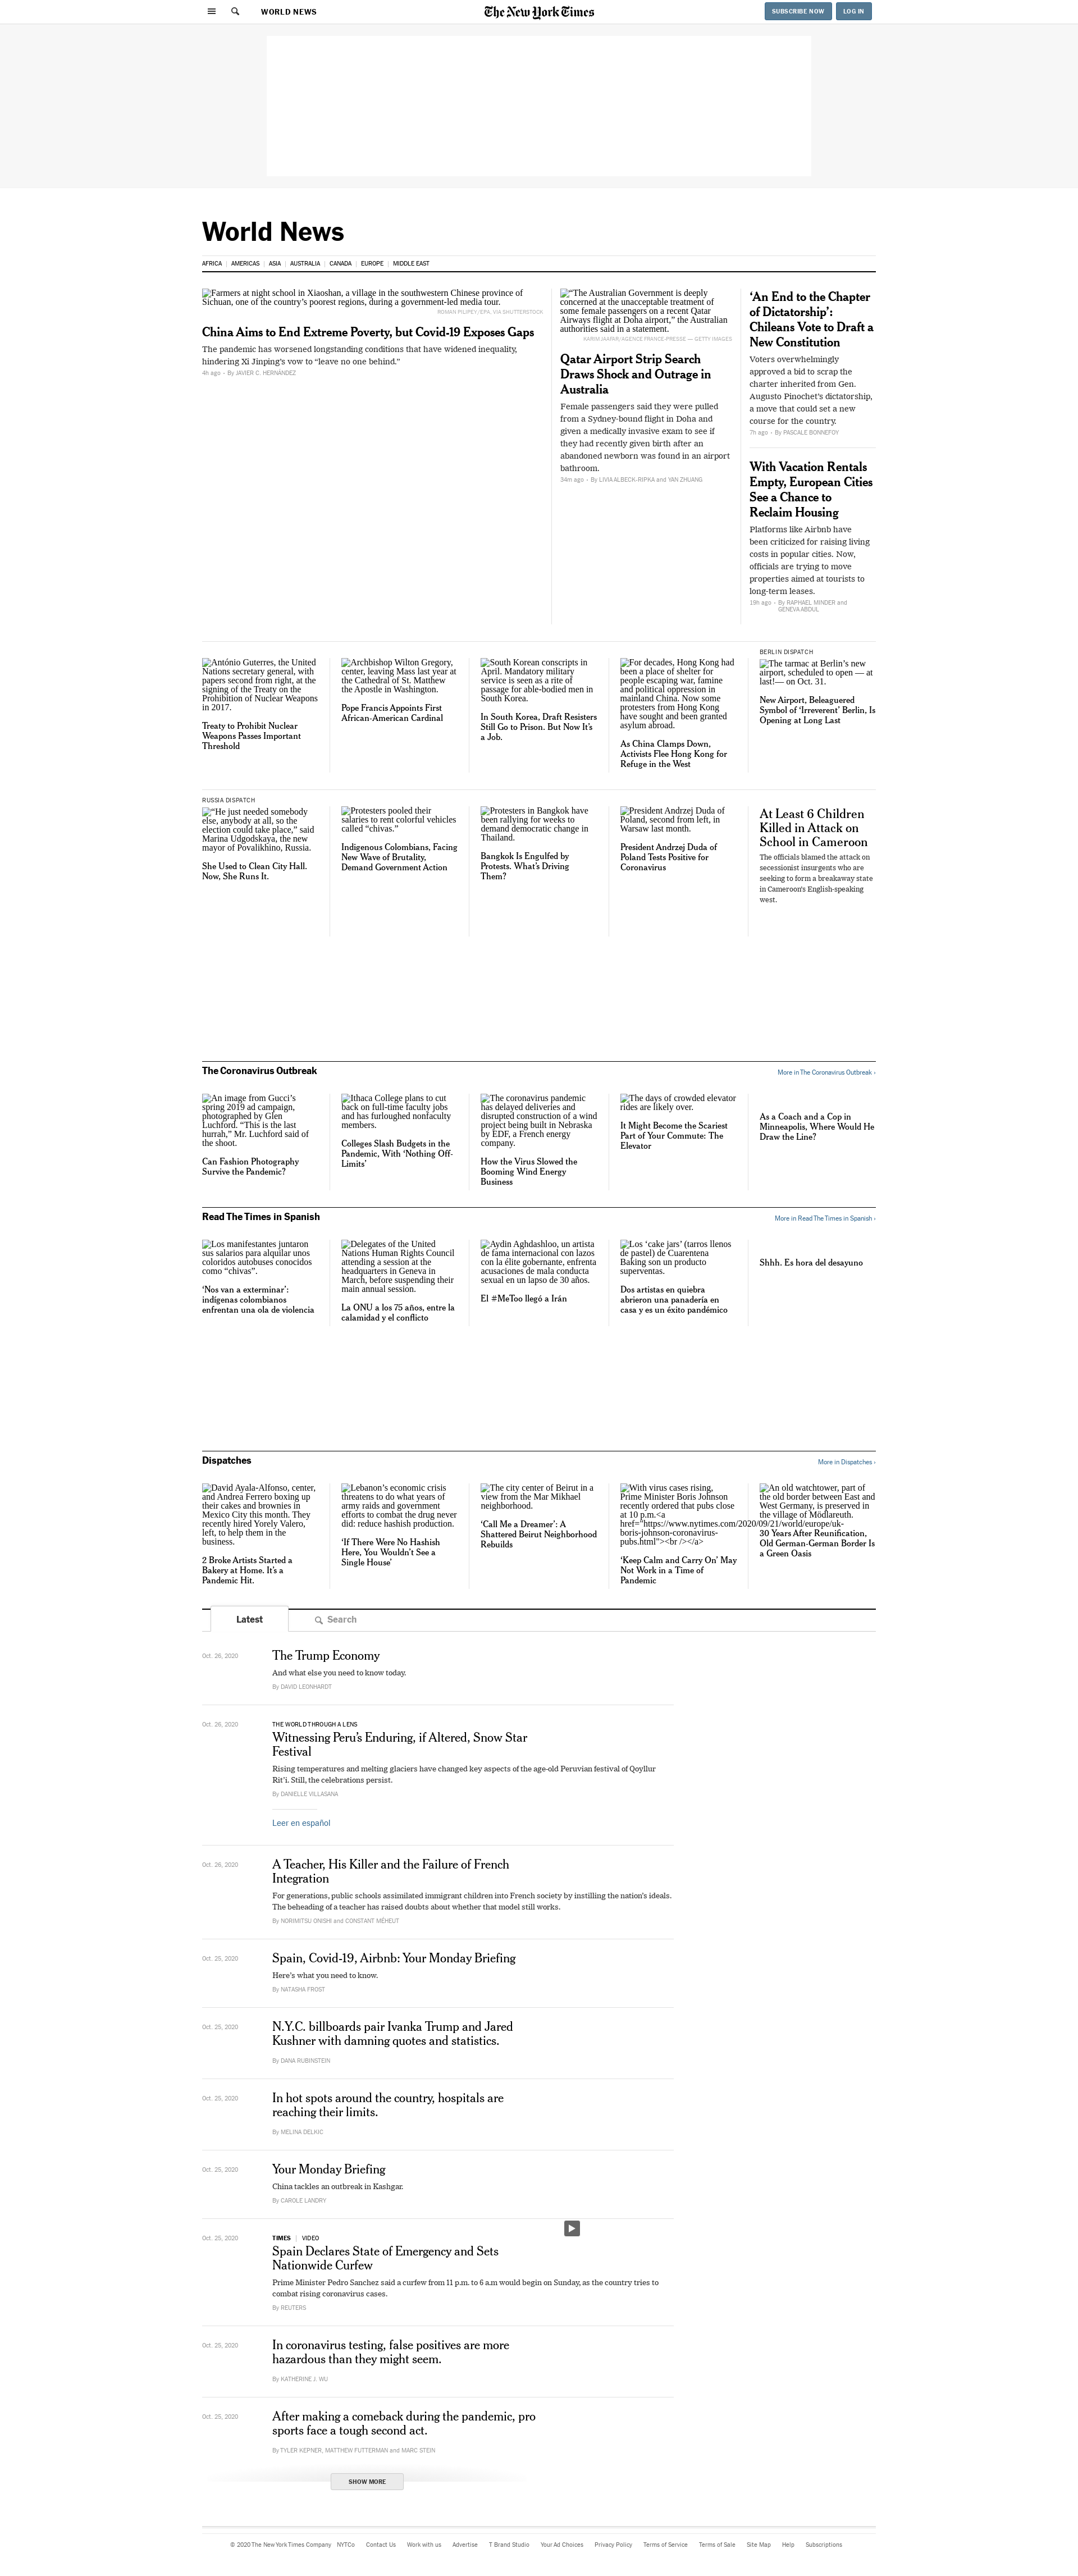 WORLD NEWS
The New York Times
SUBSCRIBE NOW
LOG IN
World News
AFRICA
AMERICAS
ASIA
AUSTRALIA
CANADA
EUROPE
MIDDLE EAST
Farmers at night school in Xiaoshan, a village in the southwestern Chinese province of
Sichuan, one of the country’s poorest regions, during a government-led media tour.
ROMAN PILIPEY/EPA, VIA SHUTTERSTOCK
China Aims to End Extreme Poverty, but Covid-19 Exposes Gaps
The pandemic has worsened longstanding conditions that have widened inequality,
hindering Xi Jinping’s vow to “leave no one behind.”
4h ago • By JAVIER C. HERNÁNDEZ
“The Australian Government is deeply
concerned at the unacceptable treatment of
some female passengers on a recent Qatar
Airways flight at Doha airport,” the Australian
authorities said in a statement.
KARIM JAAFAR/AGENCE FRANCE-PRESSE — GETTY IMAGES
Qatar Airport Strip Search
Draws Shock and Outrage in
Australia
Female passengers said they were pulled
from a Sydney-bound flight in Doha and
given a medically invasive exam to see if
they had recently given birth after an
abandoned newborn was found in an airport
bathroom.
34m ago • By LIVIA ALBECK-RIPKA and YAN ZHUANG
‘An End to the Chapter
of Dictatorship’:
Chileans Vote to Draft a
New Constitution
Voters overwhelmingly
approved a bid to scrap the
charter inherited from Gen.
Augusto Pinochet’s dictatorship,
a move that could set a new
course for the country.
7h ago • By PASCALE BONNEFOY
With Vacation Rentals
Empty, European Cities
See a Chance to
Reclaim Housing
Platforms like Airbnb have
been criticized for raising living
costs in popular cities. Now,
officials are trying to move
properties aimed at tourists to
long-term leases.
19h ago • By RAPHAEL MINDER and
GENEVA ABDUL
António Guterres, the United
Nations secretary general, with
papers second from right, at the
signing of the Treaty on the
Prohibition of Nuclear Weapons
in 2017.
Treaty to Prohibit Nuclear
Weapons Passes Important
Threshold
Archbishop Wilton Gregory,
center, leaving Mass last year at
the Cathedral of St. Matthew
the Apostle in Washington.
Pope Francis Appoints First
African-American Cardinal
South Korean conscripts in
April. Mandatory military
service is seen as a rite of
passage for able-bodied men in
South Korea.
In South Korea, Draft Resisters
Still Go to Prison. But Now It’s
a Job.
For decades, Hong Kong had
been a place of shelter for
people escaping war, famine
and political oppression in
mainland China. Now some
protesters from Hong Kong
have sought and been granted
asylum abroad.
As China Clamps Down,
Activists Flee Hong Kong for
Refuge in the West
BERLIN DISPATCH
The tarmac at Berlin’s new
airport, scheduled to open — at
last!— on Oct. 31.
New Airport, Beleaguered
Symbol of ‘Irreverent’ Berlin, Is
Opening at Long Last
RUSSIA DISPATCH
“He just needed somebody
else, anybody at all, so the
election could take place,” said
Marina Udgodskaya, the new
mayor of Povalikhino, Russia.
She Used to Clean City Hall.
Now, She Runs It.
Protesters pooled their
salaries to rent colorful vehicles
called “chivas.”
Indigenous Colombians, Facing
New Wave of Brutality,
Demand Government Action
Protesters in Bangkok have
been rallying for weeks to
demand democratic change in
Thailand.
Bangkok Is Engulfed by
Protests. What’s Driving
Them?
President Andrzej Duda of
Poland, second from left, in
Warsaw last month.
President Andrzej Duda of
Poland Tests Positive for
Coronavirus
At Least 6 Children
Killed in Attack on
School in Cameroon
The officials blamed the attack on
secessionist insurgents who are
seeking to form a breakaway state
in Cameroon’s English-speaking
west.
The Coronavirus Outbreak
More in The Coronavirus Outbreak ›
An image from Gucci’s
spring 2019 ad campaign,
photographed by Glen
Luchford. “This is the last
hurrah,” Mr. Luchford said of
the shoot.
Can Fashion Photography
Survive the Pandemic?
Ithaca College plans to cut
back on full-time faculty jobs
and has furloughed nonfaculty
members.
Colleges Slash Budgets in the
Pandemic, With ‘Nothing Off-
Limits’
The coronavirus pandemic
has delayed deliveries and
disrupted construction of a wind
project being built in Nebraska
by EDF, a French energy
company.
How the Virus Slowed the
Booming Wind Energy
Business
The days of crowded elevator
rides are likely over.
It Might Become the Scariest
Part of Your Commute: The
Elevator
As a Coach and a Cop in
Minneapolis, Where Would He
Draw the Line?
Read The Times in Spanish
More in Read The Times in Spanish ›
Los manifestantes juntaron
sus salarios para alquilar unos
coloridos autobuses conocidos
como “chivas”.
‘Nos van a exterminar’:
indígenas colombianos
enfrentan una ola de violencia
Delegates of the United
Nations Human Rights Council
attending a session at the
headquarters in Geneva in
March, before suspending their
main annual session.
La ONU a los 75 años, entre la
calamidad y el conflicto
Aydin Aghdashloo, un artista
de fama internacional con lazos
con la élite gobernante, enfrenta
acusaciones de mala conducta
sexual en un lapso de 30 años.
El #MeToo llegó a Irán
Los ‘cake jars’ (tarros llenos
de pastel) de Cuarentena
Baking son un producto
superventas.
Dos artistas en quiebra
abrieron una panadería en
casa y es un éxito pandémico
Shhh. Es hora del desayuno
Dispatches
More in Dispatches ›
David Ayala-Alfonso, center,
and Andrea Ferrero boxing up
their cakes and brownies in
Mexico City this month. They
recently hired Yorely Valero,
left, to help them in the
business.
2 Broke Artists Started a
Bakery at Home. It’s a
Pandemic Hit.
Lebanon’s economic crisis
threatens to do what years of
army raids and government
efforts to combat the drug never
did: reduce hashish production.
‘If There Were No Hashish
Here, You Wouldn’t See a
Single House’
The city center of Beirut in a
view from the Mar Mikhael
neighborhood.
‘Call Me a Dreamer’: A
Shattered Beirut Neighborhood
Rebuilds
With virus cases rising,
Prime Minister Boris Johnson
recently ordered that pubs close
at 10 p.m.<a
href="https://www.nytimes.com/2020/09/21/world/europe/uk-
boris-johnson-coronavirus-
pubs.html"><br /></a>
‘Keep Calm and Carry On’ May
Not Work in a Time of
Pandemic
An old watchtower, part of
the old border between East and
West Germany, is preserved in
the village of Mödlareuth.
30 Years After Reunification,
Old German-German Border Is
a Green Oasis
Latest
Search
Oct. 26, 2020
The Trump Economy
And what else you need to know today.
By DAVID LEONHARDT
Oct. 26, 2020
THE WORLD THROUGH A LENS
Witnessing Peru’s Enduring, if Altered, Snow Star
Festival
Rising temperatures and melting glaciers have changed key aspects of the age-old Peruvian festival of Qoyllur
Rit’i. Still, the celebrations persist.
By DANIELLE VILLASANA
Leer en español
Oct. 26, 2020
A Teacher, His Killer and the Failure of French
Integration
For generations, public schools assimilated immigrant children into French society by instilling the nation’s ideals.
The beheading of a teacher has raised doubts about whether that model still works.
By NORIMITSU ONISHI and CONSTANT MÉHEUT
Oct. 25, 2020
Spain, Covid-19, Airbnb: Your Monday Briefing
Here’s what you need to know.
By NATASHA FROST
Oct. 25, 2020
N.Y.C. billboards pair Ivanka Trump and Jared
Kushner with damning quotes and statistics.
By DANA RUBINSTEIN
Oct. 25, 2020
In hot spots around the country, hospitals are
reaching their limits.
By MELINA DELKIC
Oct. 25, 2020
Your Monday Briefing
China tackles an outbreak in Kashgar.
By CAROLE LANDRY
Oct. 25, 2020
TIMES VIDEO
Spain Declares State of Emergency and Sets
Nationwide Curfew
Prime Minister Pedro Sanchez said a curfew from 11 p.m. to 6 a.m would begin on Sunday, as the country tries to
combat rising coronavirus cases.
By REUTERS
Oct. 25, 2020
In coronavirus testing, false positives are more
hazardous than they might seem.
By KATHERINE J. WU
Oct. 25, 2020
After making a comeback during the pandemic, pro
sports face a tough second act.
By TYLER KEPNER, MATTHEW FUTTERMAN and MARC STEIN
SHOW MORE
© 2020 The New York Times Company
NYTCo
Contact Us
Work with us
Advertise
T Brand Studio
Your Ad Choices
Privacy Policy
Terms of Service
Terms of Sale
Site Map
Help
Subscriptions